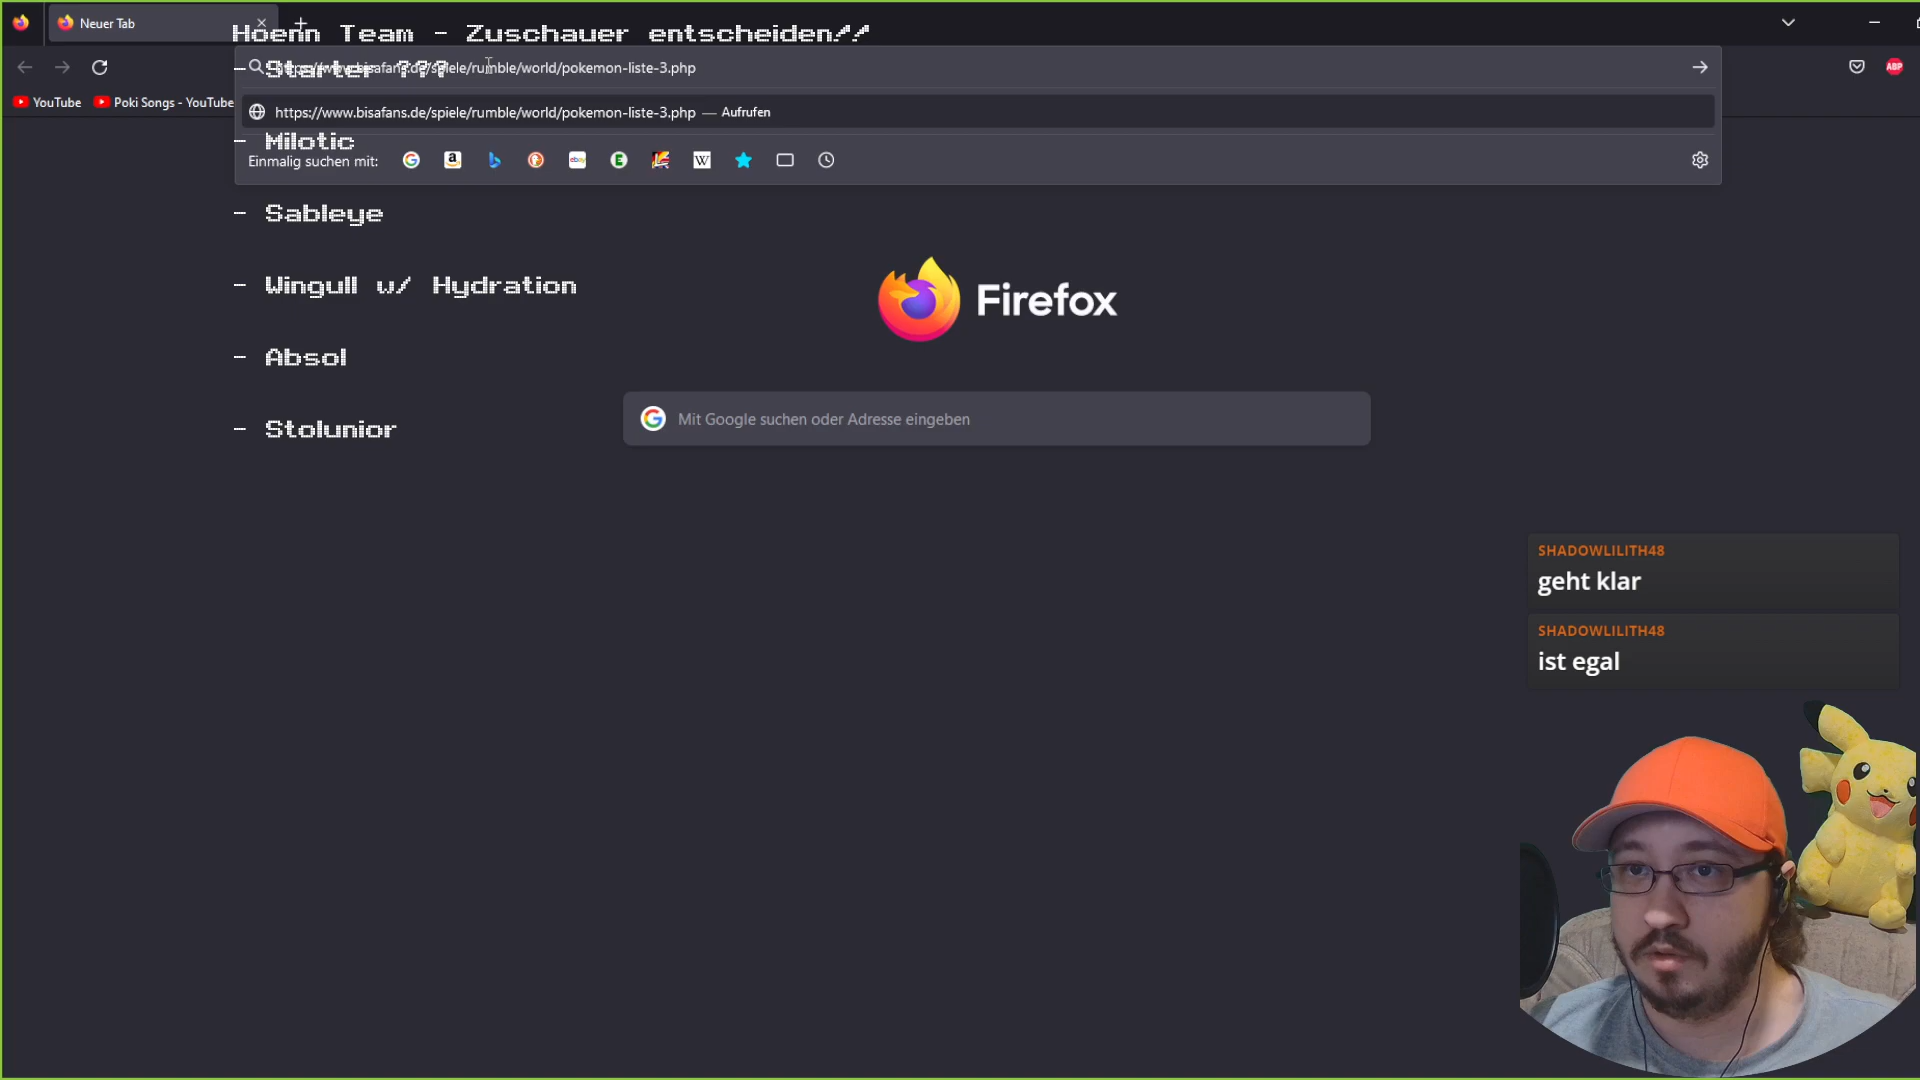 Neuer Tab
Hoenn Team - Zuschauer entscheiden!!
- Starter ???
https://www.bisafans.de/spiele/rumble/world/pokemon-liste-3.php
ABP
YouTube
Poki Songs - YouTube
https://www.bisafans.de/spiele/rumble/world/pokemon-liste-3.php — Aufrufen
- Milotic
Einmalig suchen mit:
- Sableye
- Wingull w/ Hydration
Firefox
- Absol
Mit Google suchen oder Adresse eingeben
- Stolunior
SHADOWLILITH48
geht klar
SHADOWLILITH48
ist egal